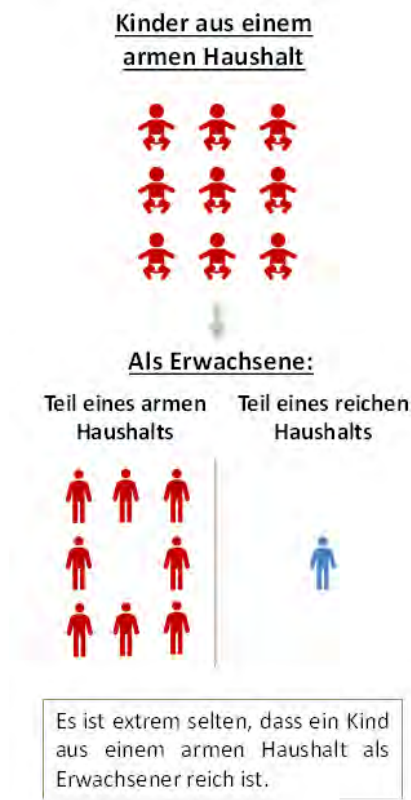 Kinder aus einem
armen Haushalt
Als Erwachsene:
Teil eines armen
Haushalts
Teil eines reichen
Haushalts
Es ist extrem selten, dass ein Kind
aus einem armen Haushalt als
Erwachsener reich ist.